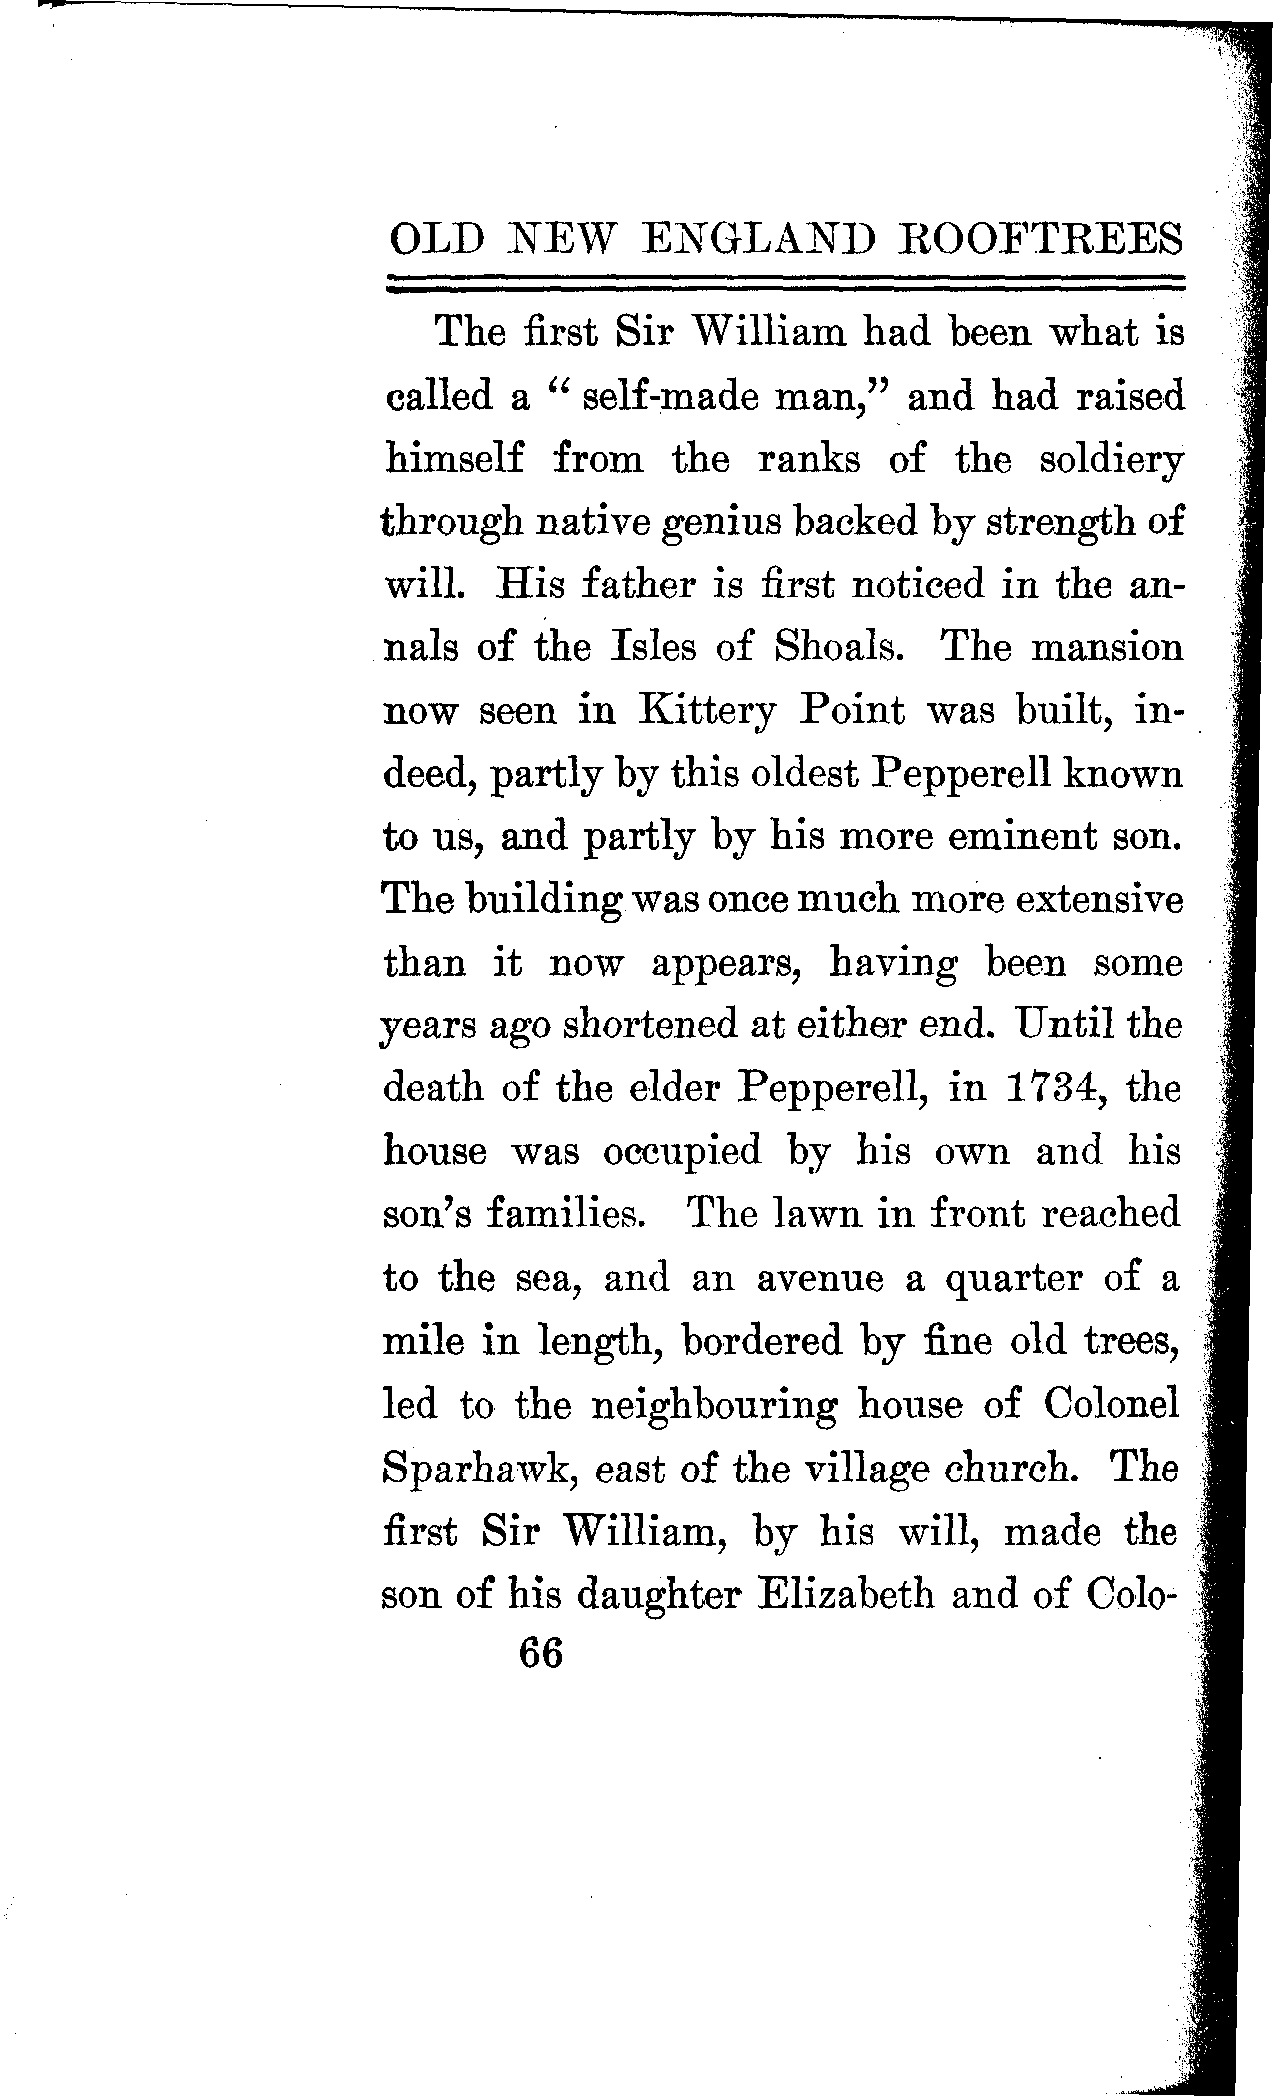 OLD NEW ENGLAND ROOFTREES
The first Sir William had been what is
called a “ self-made man,” and had raised
himself from the ranks of the soldiery
through native genius backed by strength of
will. His father is first noticed in the an-
nals of the Isles of Shoals. The mansion
now seen in Kittery Point was built, in-
deed, partly by this oldest Pepperell known
to us, and partly by his more eminent son.
The building was once much more extensive
than it now appears, having been some
years ago shortened at either end. Until the
death of the elder Pepperell, in 1734, the
house was occupied by his own and his
son’s families. The lawn in front reached
to the sea, and an avenue a quarter of a
mile in length, bordered by fine old trees,
led to the neighbouring house of Colonel
Sparhawk, east of the village church. The
first Sir William, by his will, made the
son of his daughter Elizabeth and of Colo-
66